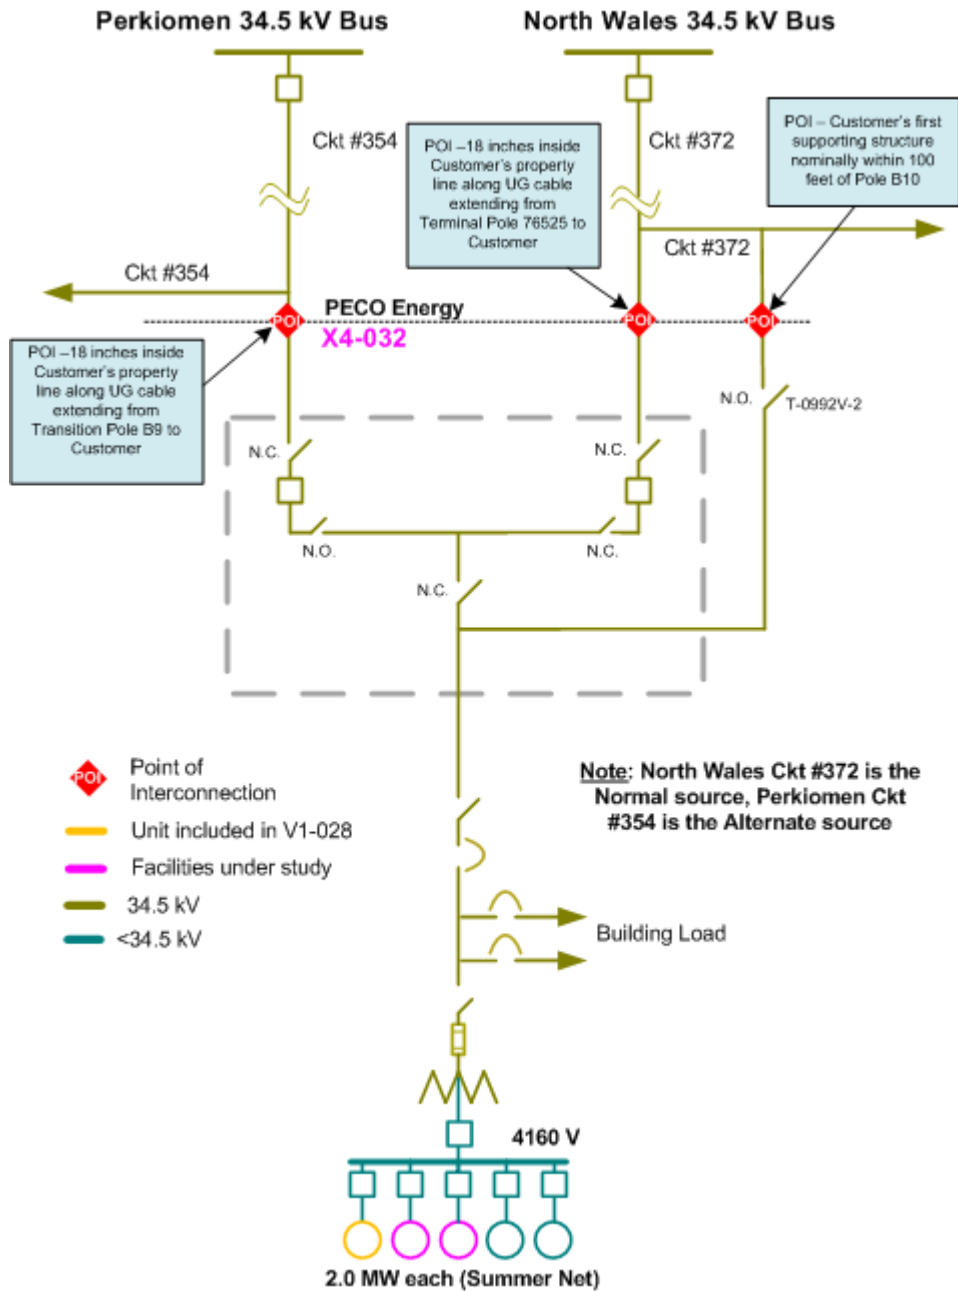 Perkiomen 34.5 kV Bus
North Wales 34.5 kV Bus
Ckt #354
POI –18 inches inside
Customer's property
line along UG cable
extending from
Terminal Pole 76525 to
Customer
Ckt #372
POI – Customer's first
supporting structure
nominally within 100
feet of Pole B10
Ckt #354
Ckt #372
PECO Energy
X4-032
POI
POI
POI
POI –18 inches inside
Customer's property
line along UG cable
extending from
Transition Pole B9 to
Customer
N.O.
T-0992V-2
N.C.
N.C.
N.O.
N.C.
N.C.
POI
Point of
Interconnection
Unit included in V1-028
Facilities under study
34.5 kV
<34.5 kV
Note: North Wales Ckt #372 is the
Normal source, Perkiomen Ckt
#354 is the Alternate source
Building Load
4160 V
2.0 MW each (Summer Net)